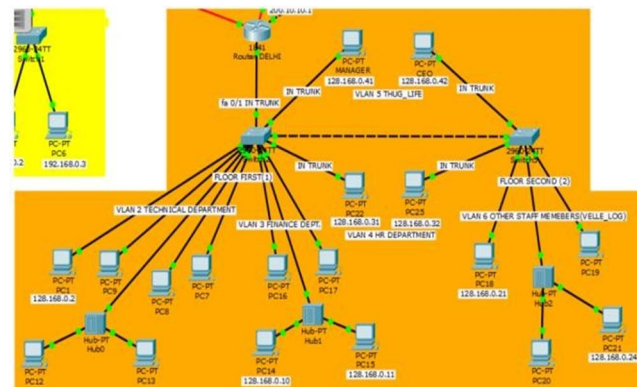 200.10.10.1
1841
Router DELHI
2960-24TT
Switch1
PC-PT
MANAGER
128.168.0.41
PC-PT
CEO
128.168.0.42
IN TRUNK
VLAN 5 THUG_LIFE
IN TRUNK
fa 0/1 IN TRUNK
PC-PT
PC6
192.168.0.3
0.2
IN TRUNK
IN TRUNK
FLOOR FIRST(1)
FLOOR SECOND (2)
VLAN 2 TECHNICAL DEPARTMENT
PC-PT
PC22
128.168.0.31
PC-PT
PC25
128.168.0.32
VLAN 3 FINANCE DEPT.
VLAN 4 HR DEPARTMENT
VLAN 6 OTHER STAFF MEMEBERS(VELLE_LOG)
PC-PT
PC1
128.168.0.2
PC-PT
PC9
PC-PT
PC8
PC-PT
PC7
PC-PT
PC16
PC-PT
PC17
PC-PT
PC18
128.168.0.21
PC-PT
PC19
Hub-PT
Hub0
Hub-PT
Hub1
Hub-PT
Hub2
PC-PT
PC12
PC-PT
PC13
PC-PT
PC14
128.168.0.10
PC-PT
PC15
128.168.0.11
PC-PT
PC20
PC-PT
PC21
128.168.0.24